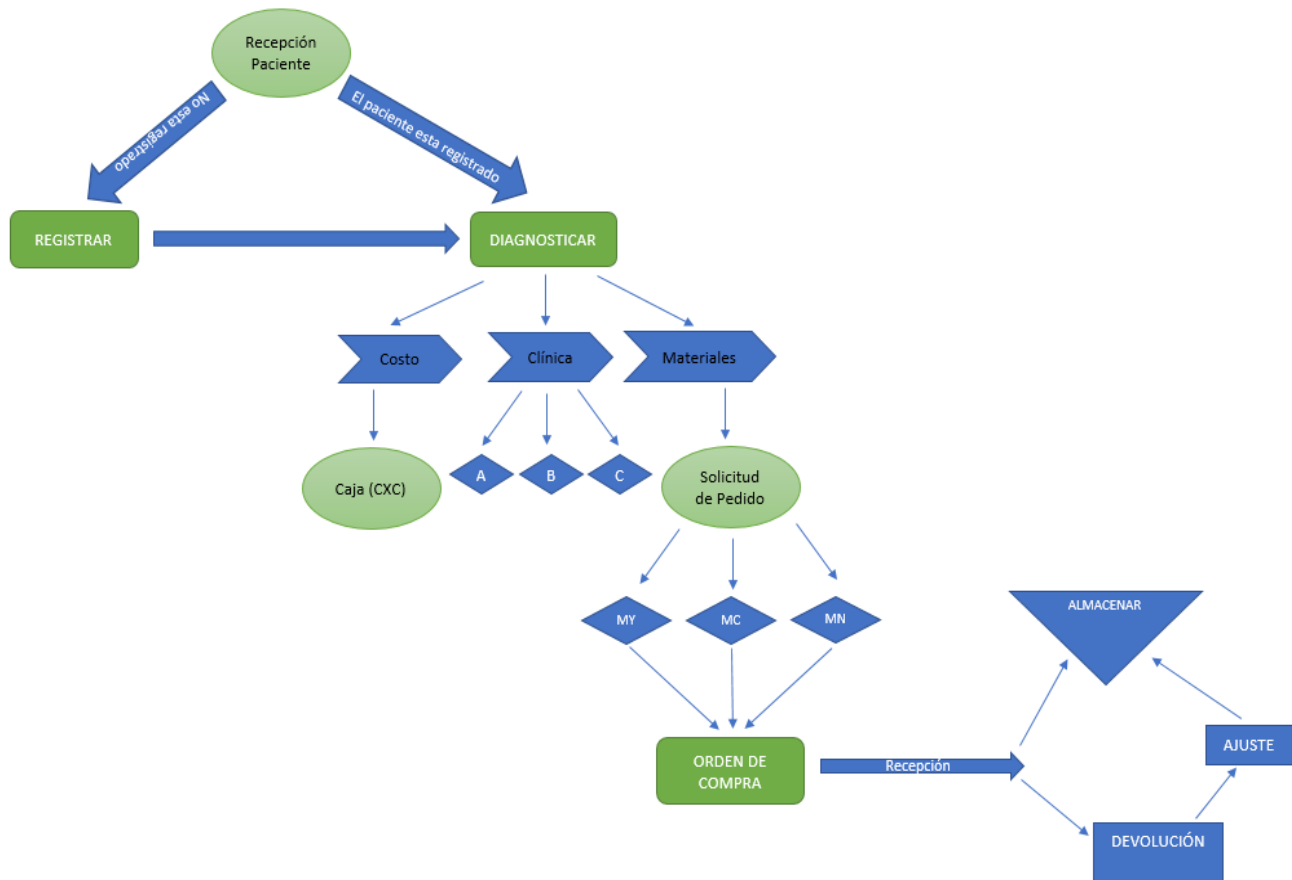 Recepción
Paciente
No esta registrado
El paciente esta registrado
REGISTRAR
DIAGNOSTICAR
Costo
Clínica
Materiales
Caja (CXC)
A
B
C
Solicitud
de Pedido
MY
MC
MN
ALMACENAR
ORDEN DE
COMPRA
Recepción
AJUSTE
DEVOLUCIÓN